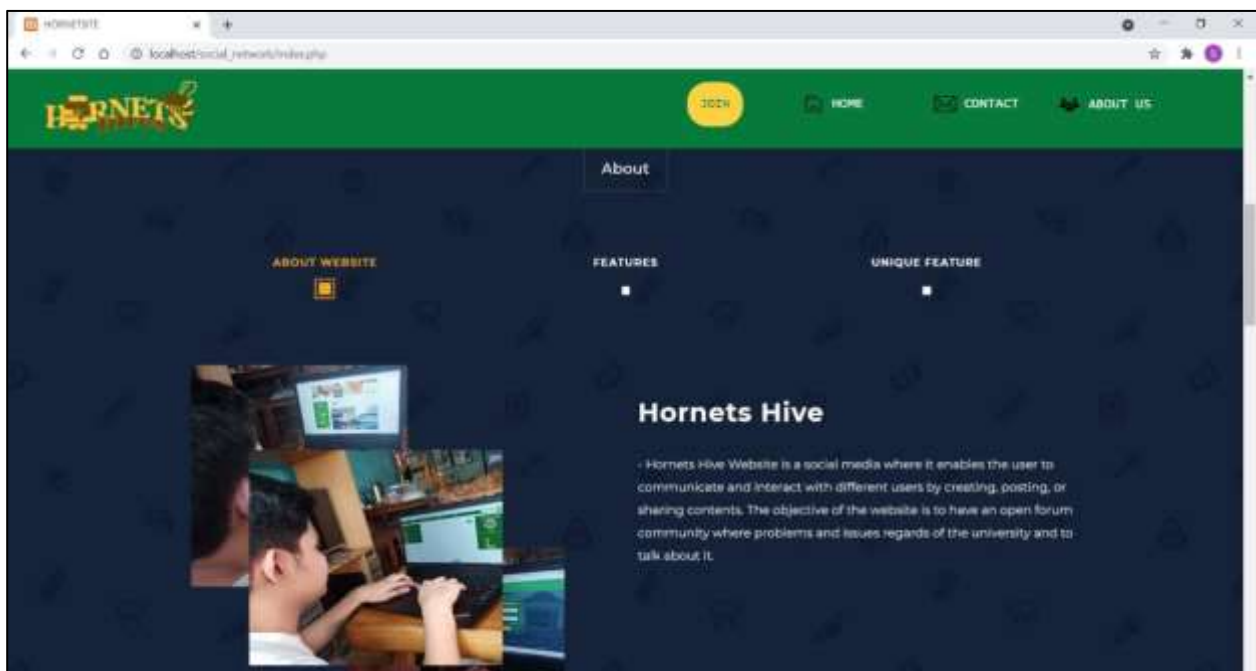 HORNETSITE
localhost/social_network/index.php
HORNETS
JOIN
HOME
CONTACT
ABOUT US
About
ABOUT WEBSITE
FEATURES
UNIQUE FEATURE
Hornets Hive
- Hornets Hive Website is a social media where it enables the user to
communicate and interact with different users by creating, posting, or
sharing contents. The objective of the website is to have an open forum
community where problems and issues regards of the university and to
talk about it.